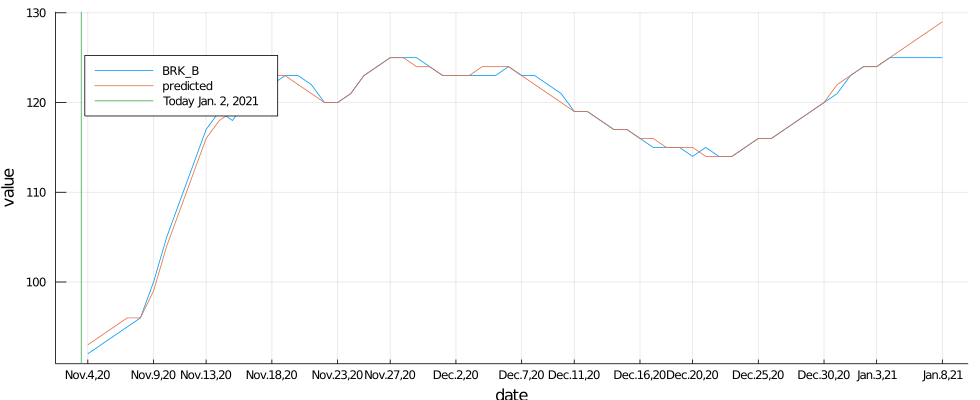 130
120
110
100
value
BRK_B
predicted
Today Jan. 2, 2021
Nov.4,20 Nov.9,20 Nov.13,20 Nov.18,20 Nov.23,20 Nov.27,20 Dec.2,20 Dec.7,20 Dec.11,20 Dec.16,20 Dec.20,20 Dec.25,20 Dec.30,20 Jan.3,21 Jan.8,21
date